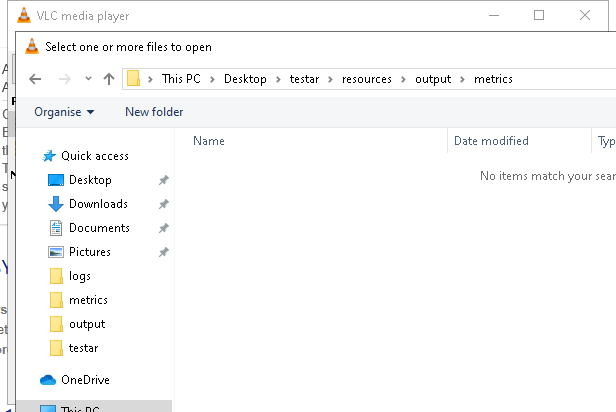 VLC media player
Select one or more files to open
This PC > Desktop > testar > resources > output > metrics
Organise New folder
Name Date modified Typ
No items match your sear
Quick access
Desktop
Downloads
Documents
Pictures
logs
metrics
output
testar
OneDrive
This PC